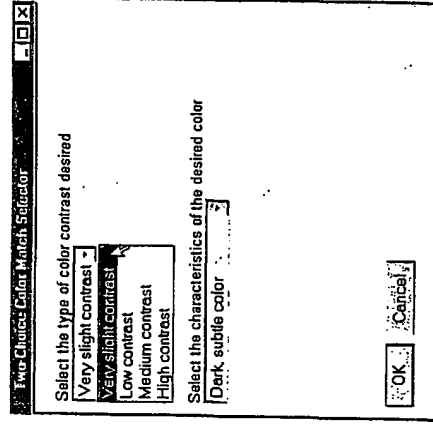 Two-Choice Color Match Selector
Select the type of color contrast desired
Very slight contrast
Very slight contrast
Low contrast
Medium contrast
High contrast
Select the characteristics of the desired color
Dark, subtle color
OK
Cancel